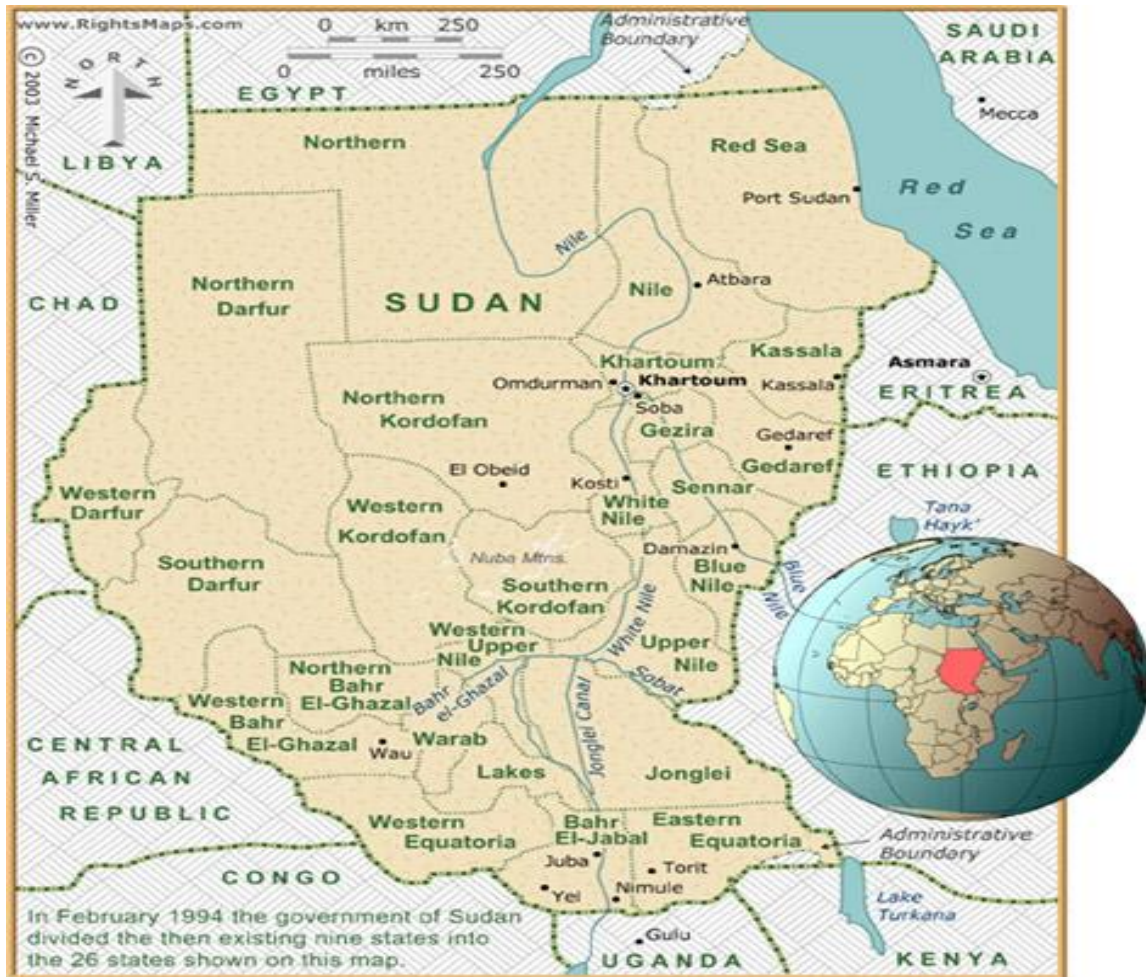 www.RightsMaps.com
© 2003 Michael S. Miller
NORTH
0 km 250
0 miles 250
Administrative
Boundary
SAUDI
ARABIA
Mecca
EGYPT
LIBYA
Northern
Red Sea
Port Sudan
Red
Sea
Nile
CHAD
Northern
Darfur
SUDAN
Nile
Atbara
Khartoum
Kassala
Asmara
Omdurman
Khartoum
Kassala
ERITREA
Soba
Northern
Kordofan
Gezira
Gedaref
Gedaref
El Obeid
Kosti
Sennar
ETHIOPIA
Western
Darfur
Western
Kordofan
White
Nile
Tana
Hayk'
Nuba Mtns.
Damazin
Southern
Darfur
Southern
Kordofan
Blue
Nile
Blue
Nile
White Nile
Western
Upper
Nile
Upper
Nile
Northern
Bahr
El-Ghazal
Bahr
el-Ghazal
Sobat
Western
Bahr
El-Ghazal
Jonglei Canal
CENTRAL
AFRICAN
REPUBLIC
Wau
Warab
Lakes
Jonglei
Western
Equatoria
Bahr
El-Jabal
Eastern
Equatoria
Administrative
Boundary
Juba
Torit
CONGO
Yei
Nimule
Lake
Turkana
In February 1994 the government of Sudan
divided the then existing nine states into
the 26 states shown on this map.
Gulu
UGANDA
KENYA